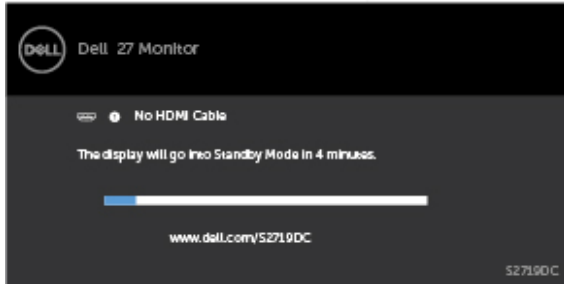 DELL
Dell 27 Monitor
No HDMI Cable
The display will go into Standby Mode in 4 minutes.
www.dell.com/S2719DC
S2719DC